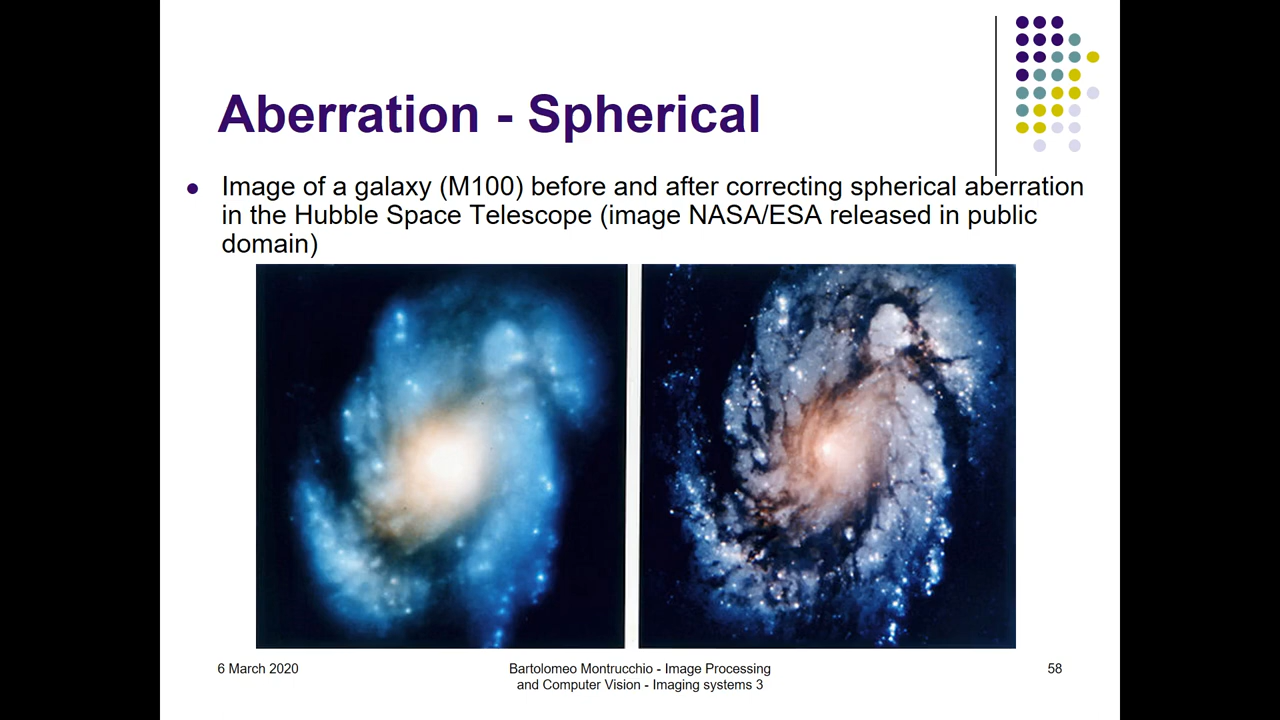 Aberration - Spherical
Image of a galaxy (M100) before and after correcting spherical aberration
in the Hubble Space Telescope (image NASA/ESA released in public
domain)
6 March 2020
Bartolomeo Montrucchio - Image Processing
and Computer Vision - Imaging systems 3
58